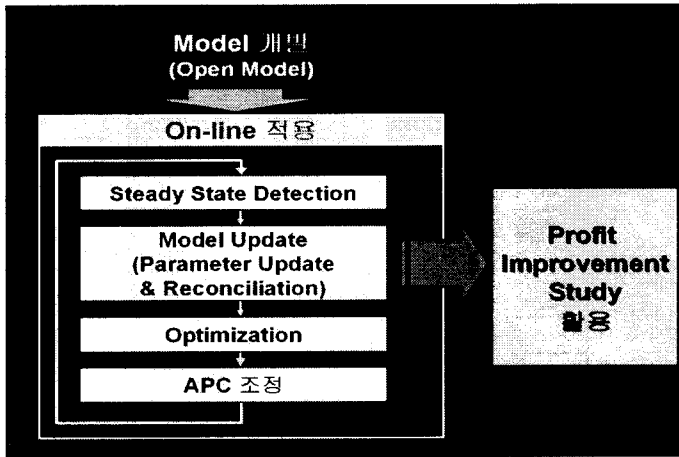 Model 개발
(Open Model)
On-line 적용
Steady State Detection
Model Update
(Parameter Update
& Reconciliation)
Optimization
APC 조정
Profit
Improvement
Study
활용